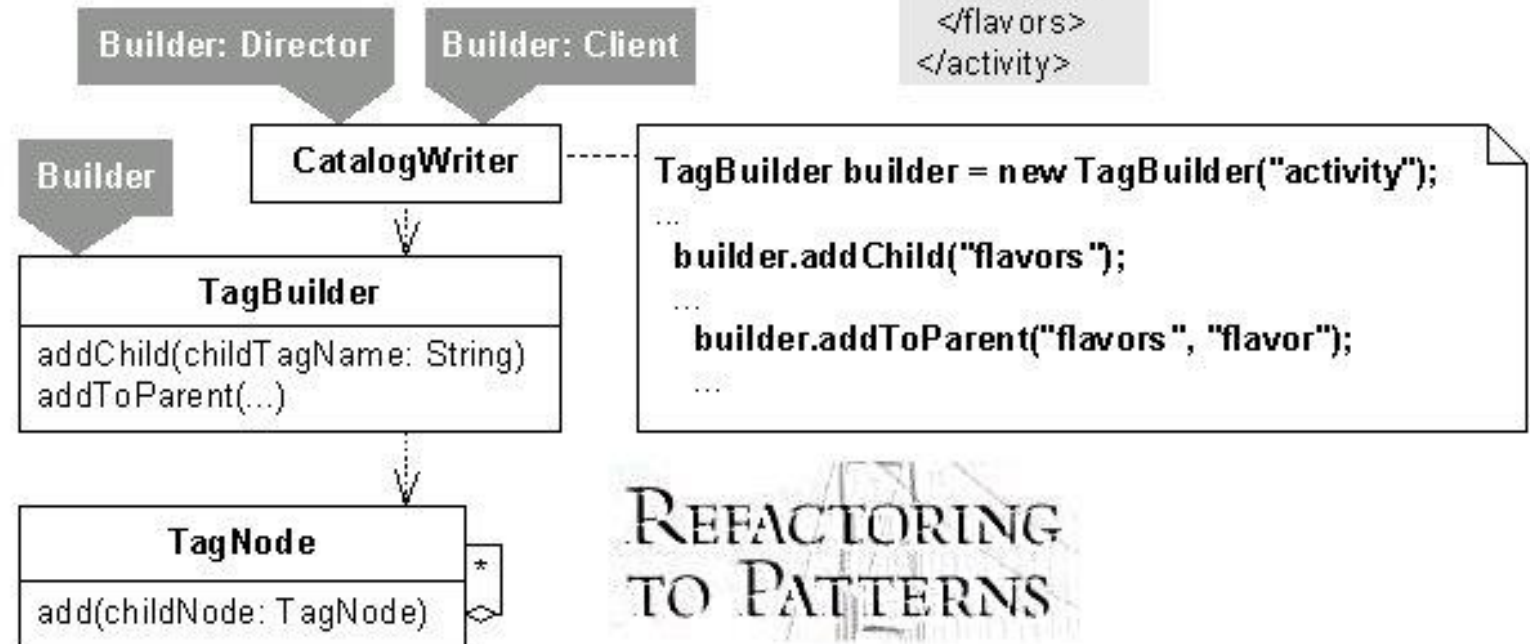 </flavors>
</activity>
Builder: Director
Builder: Client
Builder
CatalogWriter
TagBuilder builder = new TagBuilder("activity");
...
builder.addChild("flavors");
...
builder.addToParent("flavors", "flavor");
...
TagBuilder
addChild(childTagName: String)
addToParent(...)
TagNode
*
add(childNode: TagNode)
REFACTORING
TO PATTERNS